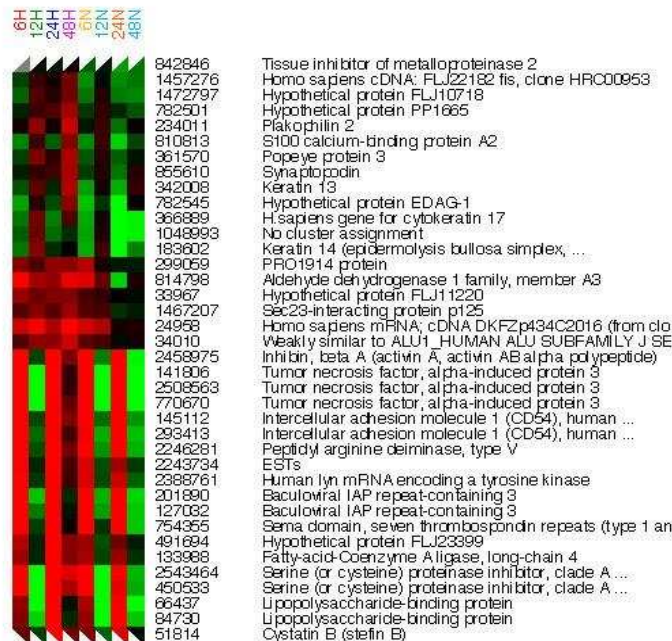 6H 12H 24H 48H 6N 12N 24N 48N
842846 Tissue inhibitor of metalloproteinase 2
1457276 Homo sapiens cDNA: FLJ22182 fis, clone HRC00953
1472797 Hypothetical protein FLJ10718
782501 Hypothetical protein PP1665
234011 Plakophilin 2
810813 S100 calcium-binding protein A2
361570 Popeye protein 3
855610 Synaptopodin
342008 Keratin 13
782545 Hypothetical protein EDAG-1
366889 H.sapiens gene for cytokeratin 17
1048993 No cluster assignment
183602 Keratin 14 (epidermolysis bullosa simplex, ...
299059 PRO1914 protein
814798 Aldehyde dehydrogenase 1 family, member A3
33967 Hypothetical protein FLJ11220
1467207 Sec23-interacting protein p125
24958 Homo sapiens mRNA; cDNA DKFZp434C2016 (from clo
34010 Weakly similar to ALU1_HUMAN ALU SUBFAMILY J SE
2458975 Inhibin, beta A (activin A, activin AB alpha polypeptide)
141806 Tumor necrosis factor, alpha-induced protein 3
2508563 Tumor necrosis factor, alpha-induced protein 3
770670 Tumor necrosis factor, alpha-induced protein 3
145112 Intercellular adhesion molecule 1 (CD54), human ...
293413 Intercellular adhesion molecule 1 (CD54), human ...
2246281 Peptidyl arginine deiminase, type V
2243734 ESTs
2388761 Human lyn mRNA encoding a tyrosine kinase
201890 Baculoviral IAP repeat-containing 3
127032 Baculoviral IAP repeat-containing 3
754355 Sema domain, seven thrombospondin repeats (type 1 an
491694 Hypothetical protein FLJ23399
133988 Fatty-acid-Coenzyme A ligase, long-chain 4
2543464 Serine (or cysteine) proteinase inhibitor, clade A ...
450533 Serine (or cysteine) proteinase inhibitor, clade A ...
66437 Lipopolysaccharide-binding protein
84730 Lipopolysaccharide-binding protein
51814 Cystatin B (stefin B)